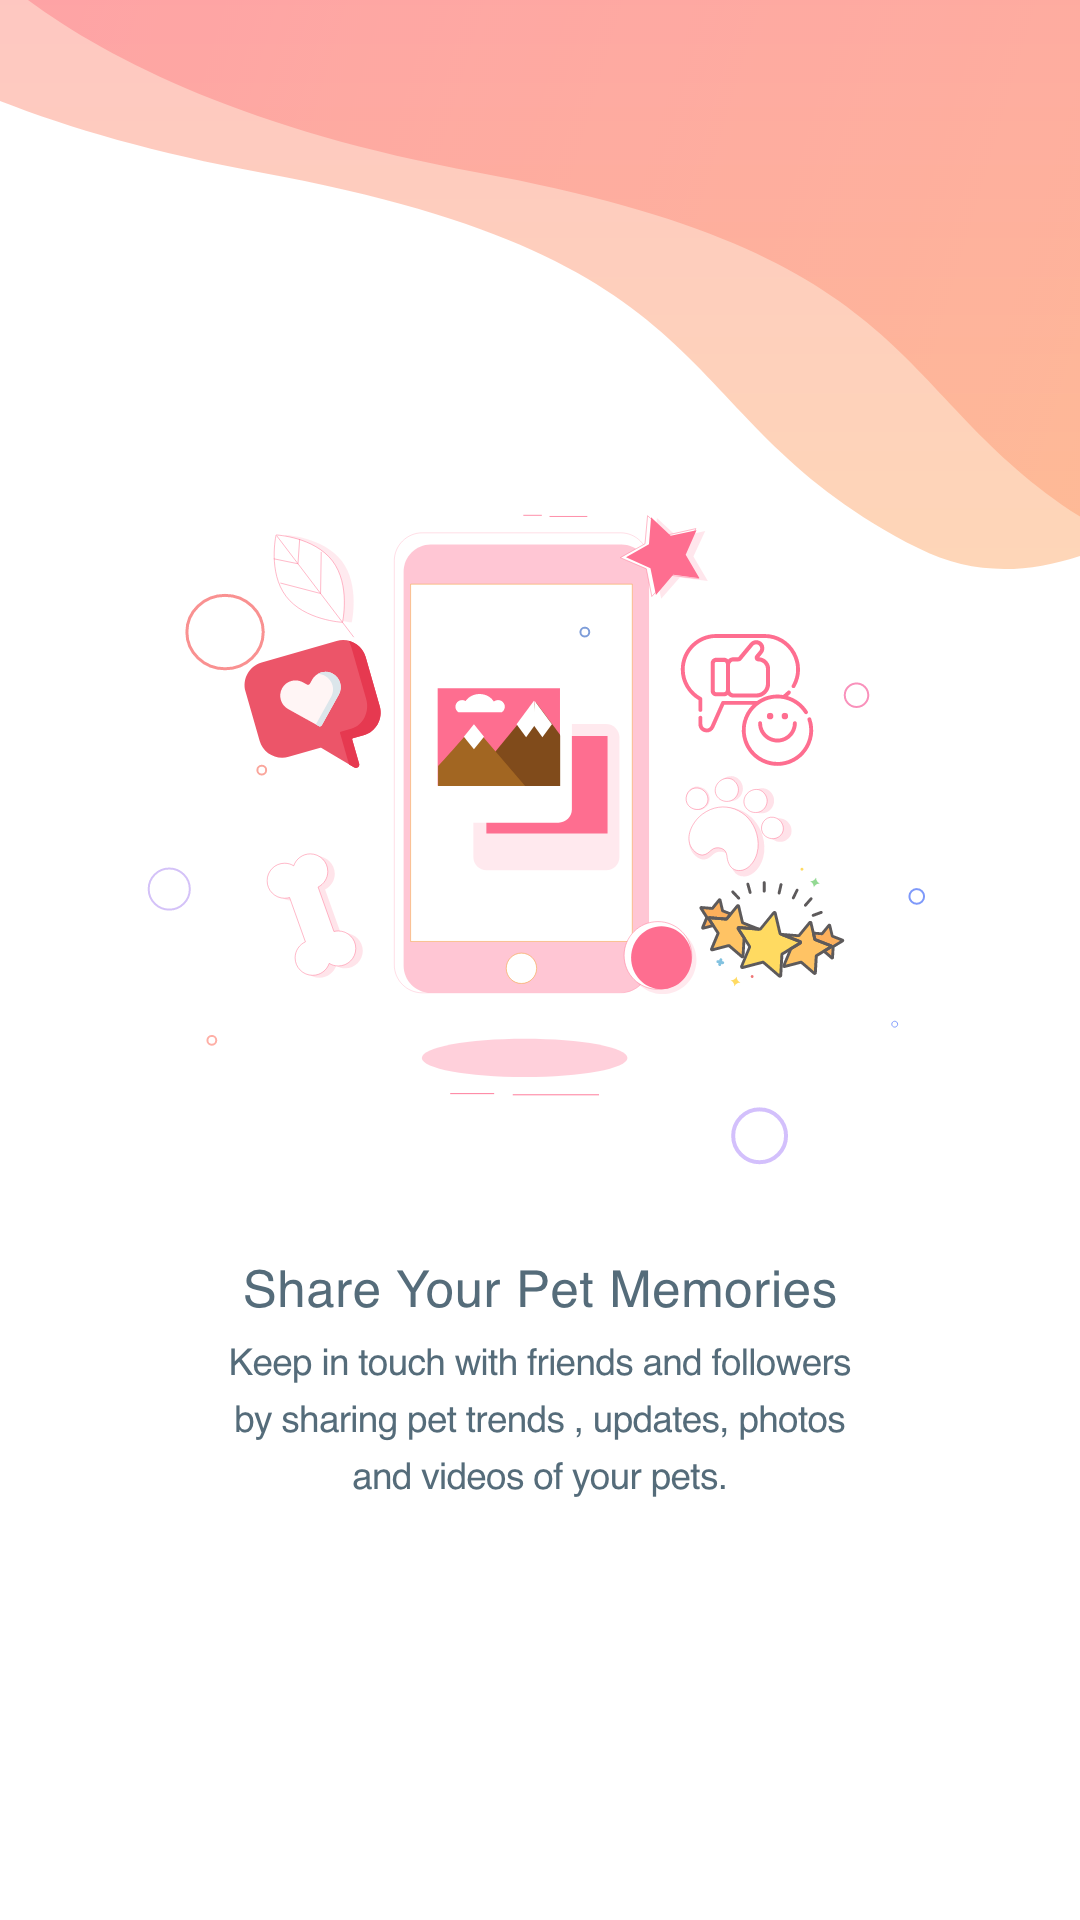 Share Your Pet Memories
Keep in touch with friends and followers
by sharing pet trends , updates, photos
and videos of your pets.